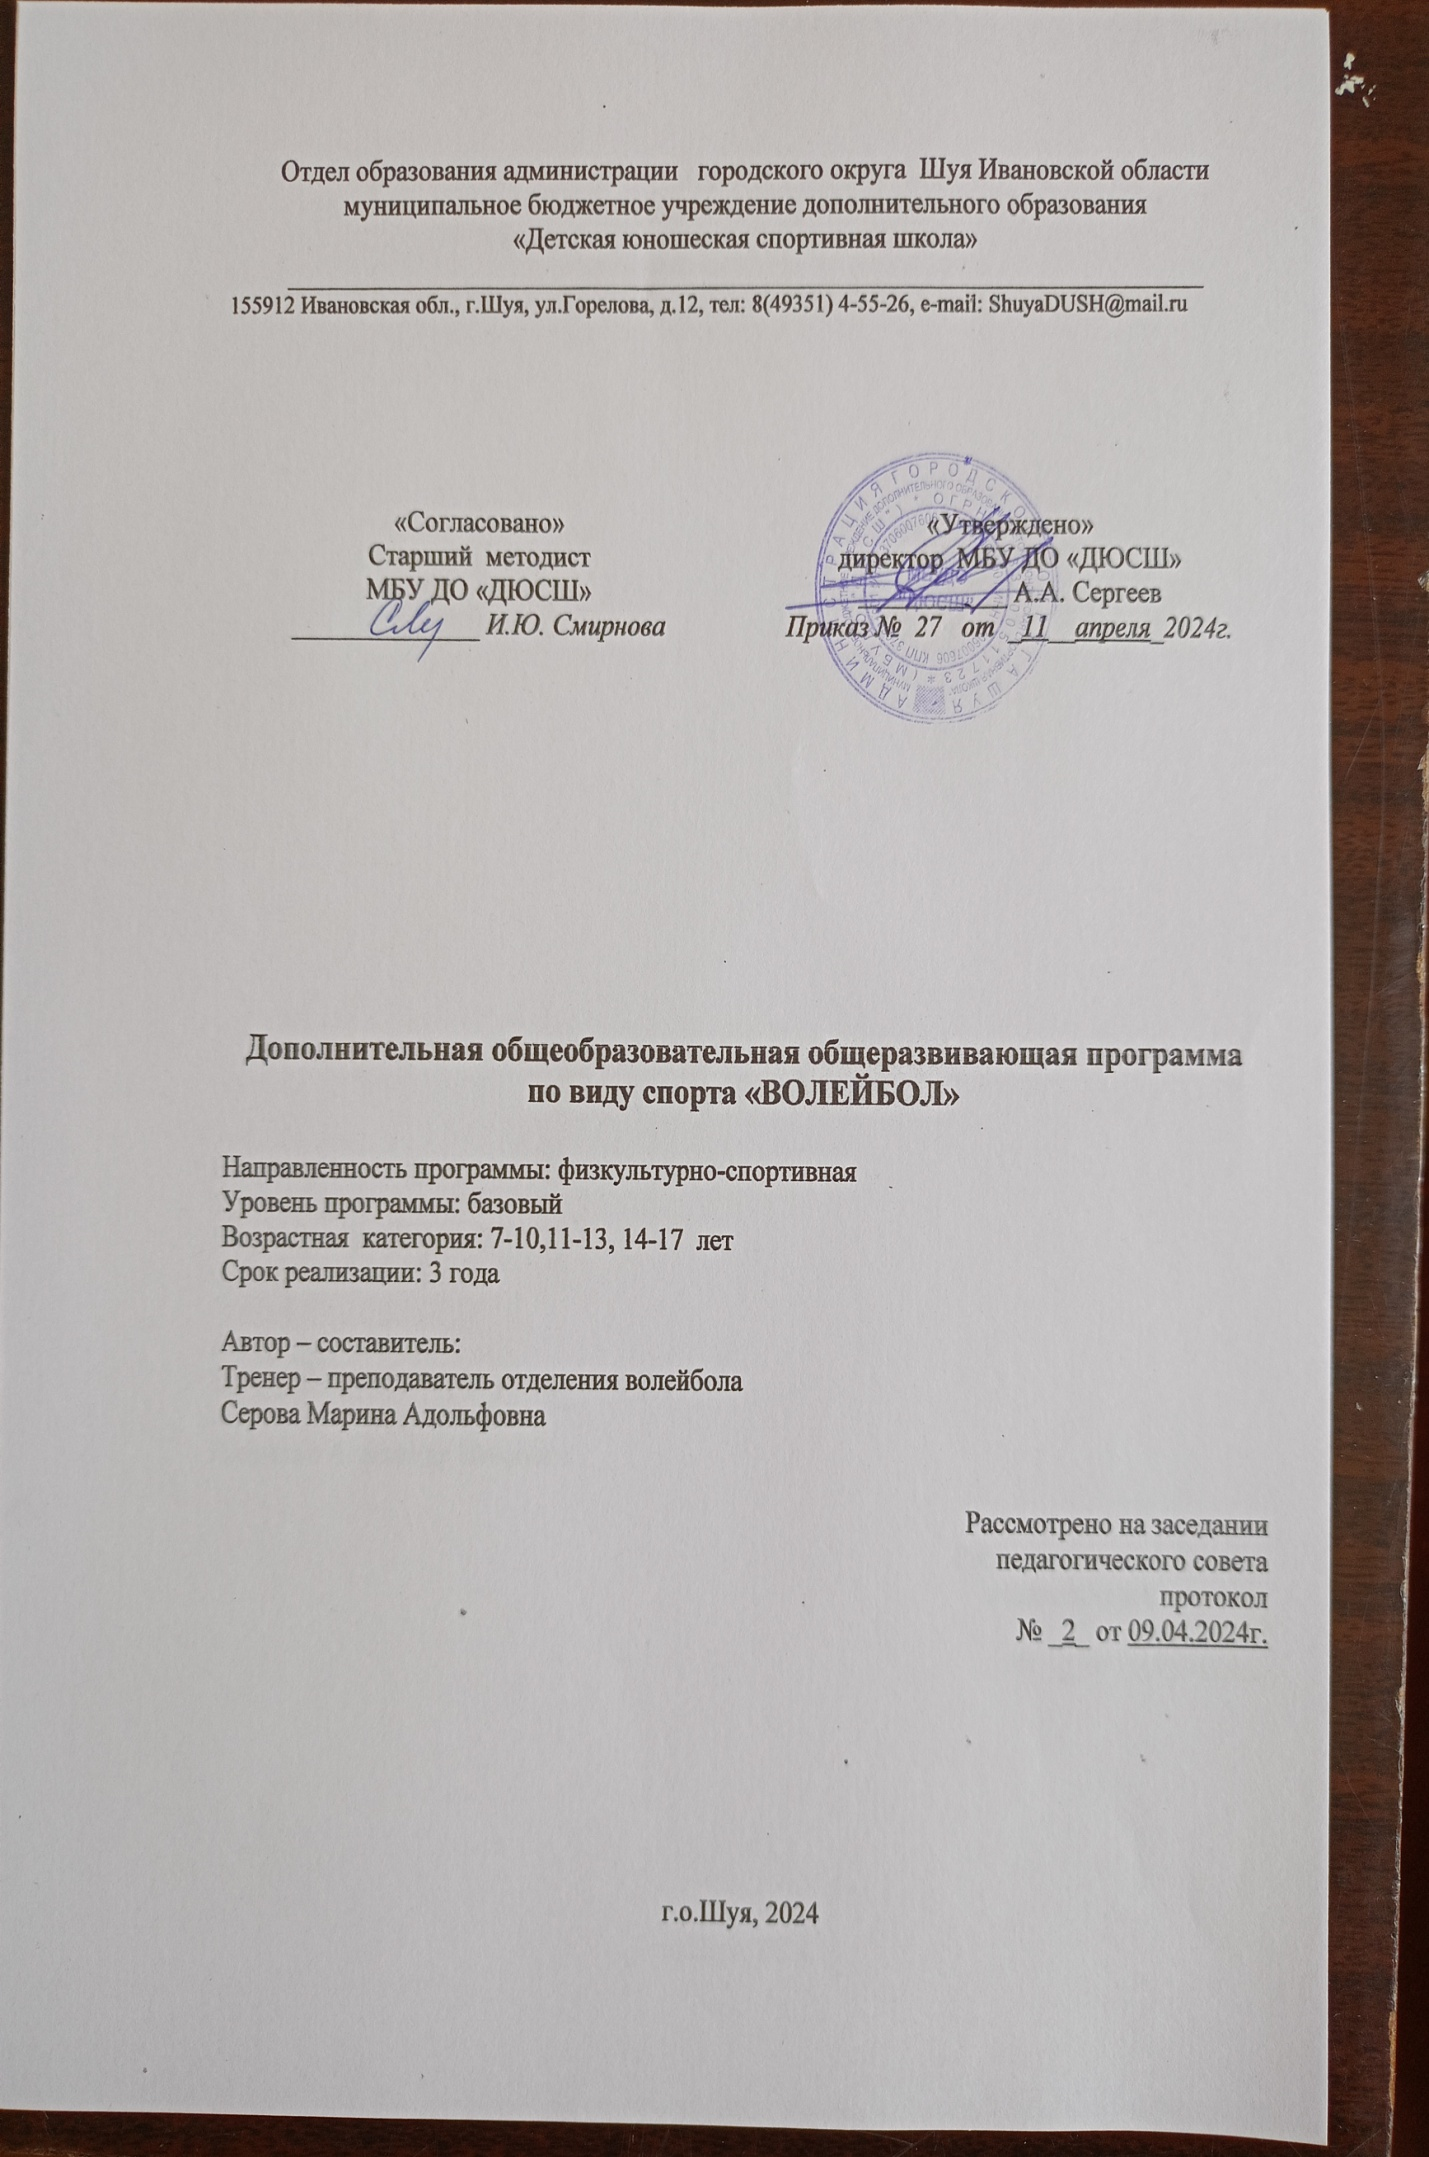 Отдел образования администрации городского округа Шуя Ивановской области
муниципальное бюджетное учреждение дополнительного образования
«Детская юношеская спортивная школа»
155912 Ивановская обл., г.Шуя, ул.Горелова, д.12, тел: 8(49351) 4-55-26, e-mail: ShuyaDUSH@mail.ru
«Согласовано»
Старший методист
МБУ ДО «ДЮСШ»
И.Ю. Смирнова
«Утверждено»
директор МБУ ДО «ДЮСШ»
А.А. Сергеев
Приказ № 27 от _11__апреля_2024г.
Дополнительная общеобразовательная общеразвивающая программа
по виду спорта «ВОЛЕЙБОЛ»
Направленность программы: физкультурно-спортивная
Уровень программы: базовый
Возрастная категория: 7-10,11-13, 14-17 лет
Срок реализации: 3 года
Автор – составитель:
Тренер – преподаватель отделения волейбола
Серова Марина Адольфовна
Рассмотрено на заседании
педагогического совета
протокол
№ _2_ от 09.04.2024г.
г.о.Шуя, 2024